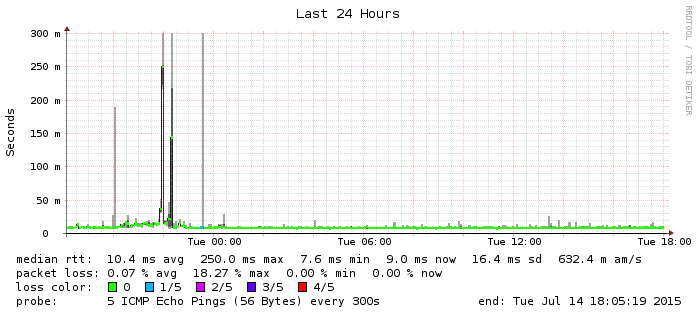 Last 24 Hours
RRDTOOL / TOBI OETIKER
Seconds
300 m
250 m
200 m
150 m
100 m
50 m
0
Tue 00:00 Tue 06:00 Tue 12:00 Tue 18:00
median rtt: 10.4 ms avg 250.0 ms max 7.6 ms min 9.0 ms now 16.4 ms sd 632.4 m am/s
packet loss: 0.07 % avg 18.27 % max 0.00 % min 0.00 % now
loss color: 0 1/5 2/5 3/5 4/5
probe: 5 ICMP Echo Pings (56 Bytes) every 300s end: Tue Jul 14 18:05:19 2015